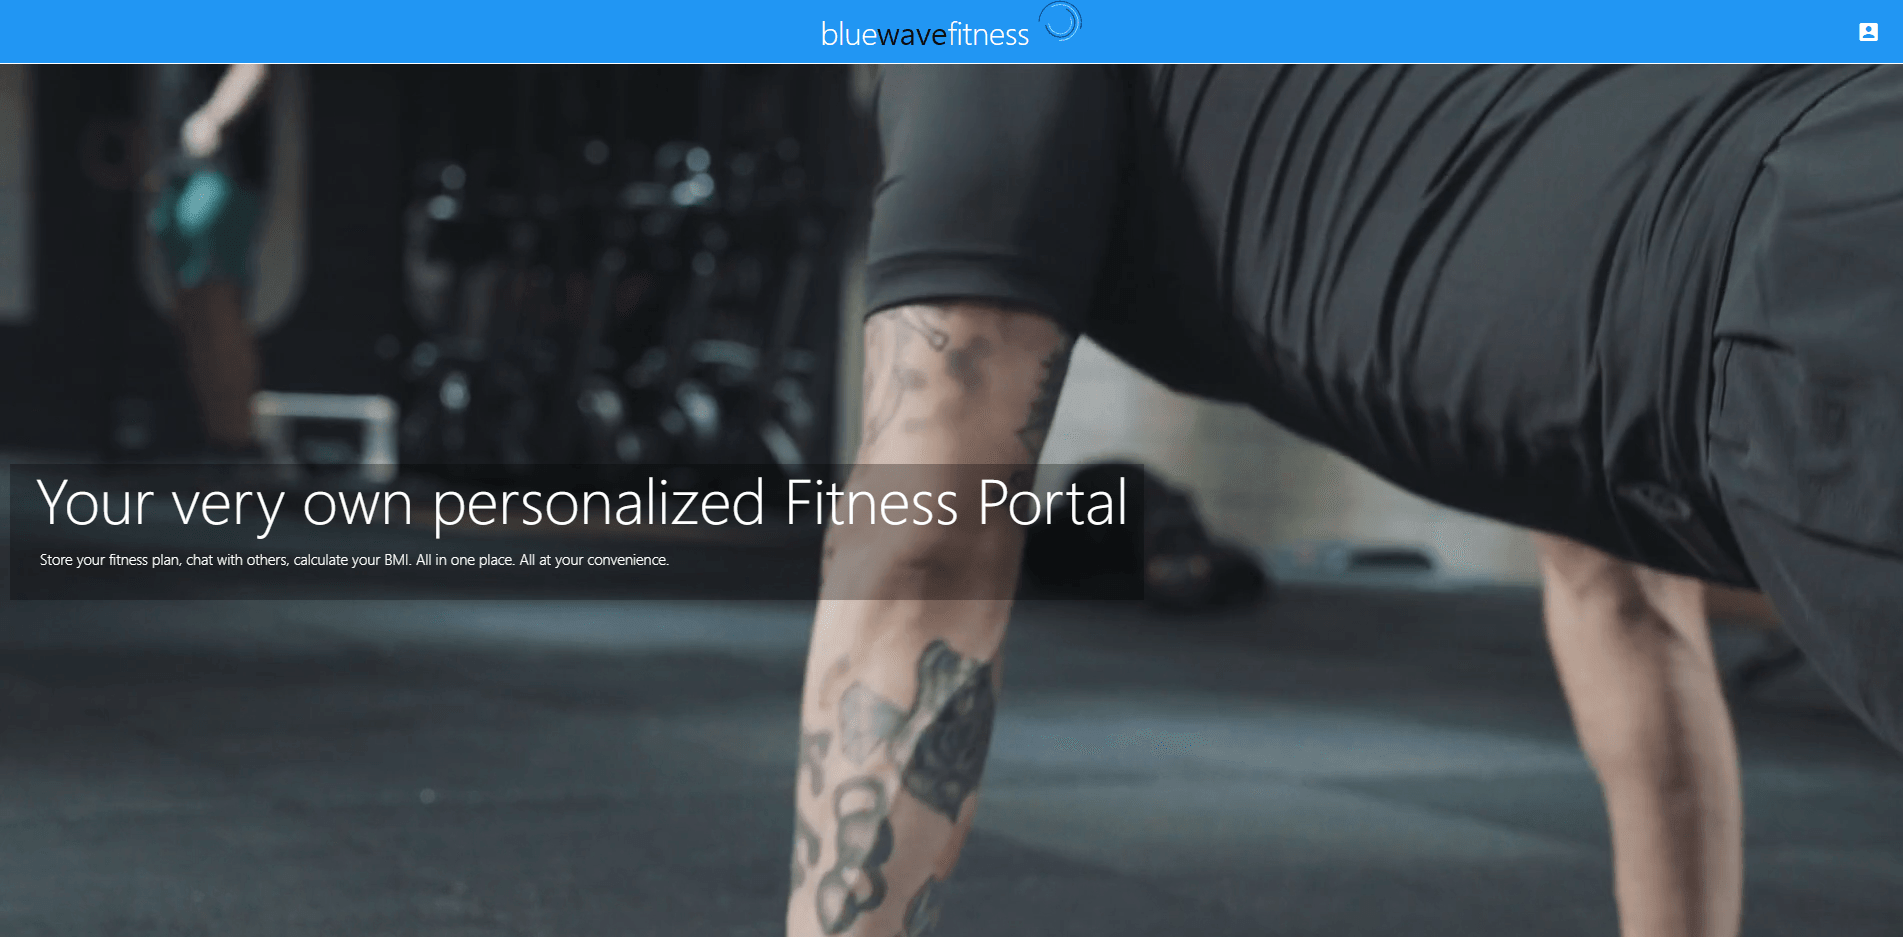 bluewavefitness
Your very own personalized Fitness Portal
Store your fitness plan, chat with others, calculate your BMI. All in one place. All at your convenience.